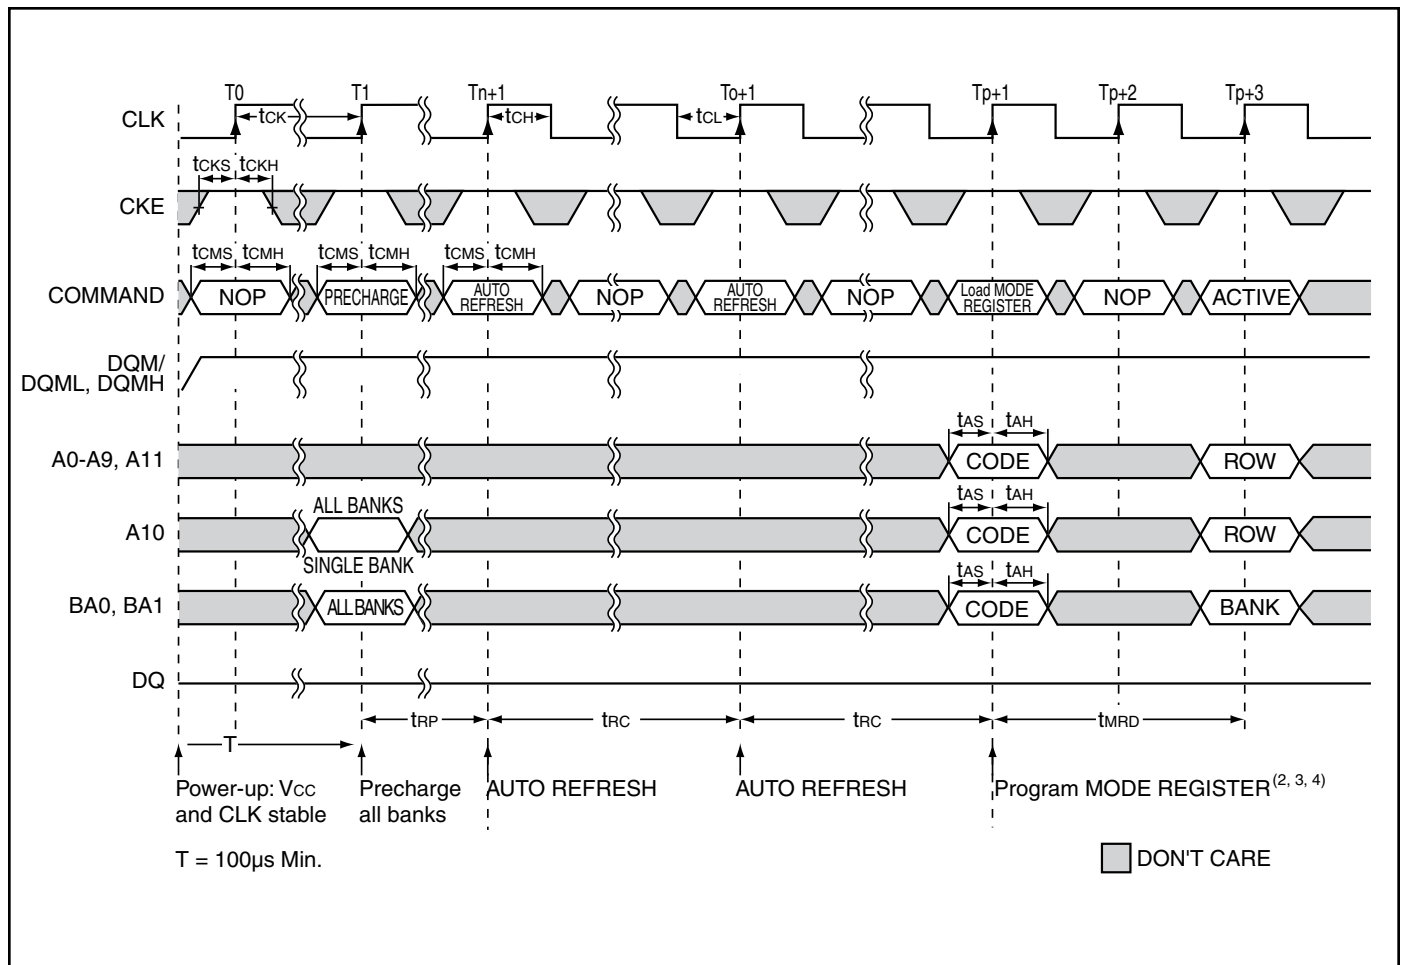 T0 T1 Tn+1 To+1 Tp+1 Tp+2 Tp+3
CLK tCK tCH tCL
tCKS tCKH
CKE
tCMS tCMH tCMS tCMH tCMS tCMH
COMMAND NOP PRECHARGE AUTO REFRESH NOP AUTO REFRESH NOP Load MODE REGISTER NOP ACTIVE
DQM/
DQML, DQMH
tAS tAH
A0-A9, A11 CODE ROW
ALL BANKS tAS tAH
A10 CODE ROW
SINGLE BANK tAS tAH
BA0, BA1 ALL BANKS CODE BANK
DQ
tRP tRC tRC tMRD
T
Power-up: VCC
and CLK stable
Precharge
all banks
AUTO REFRESH
AUTO REFRESH
Program MODE REGISTER(2, 3, 4)
T = 100µs Min.
DON'T CARE